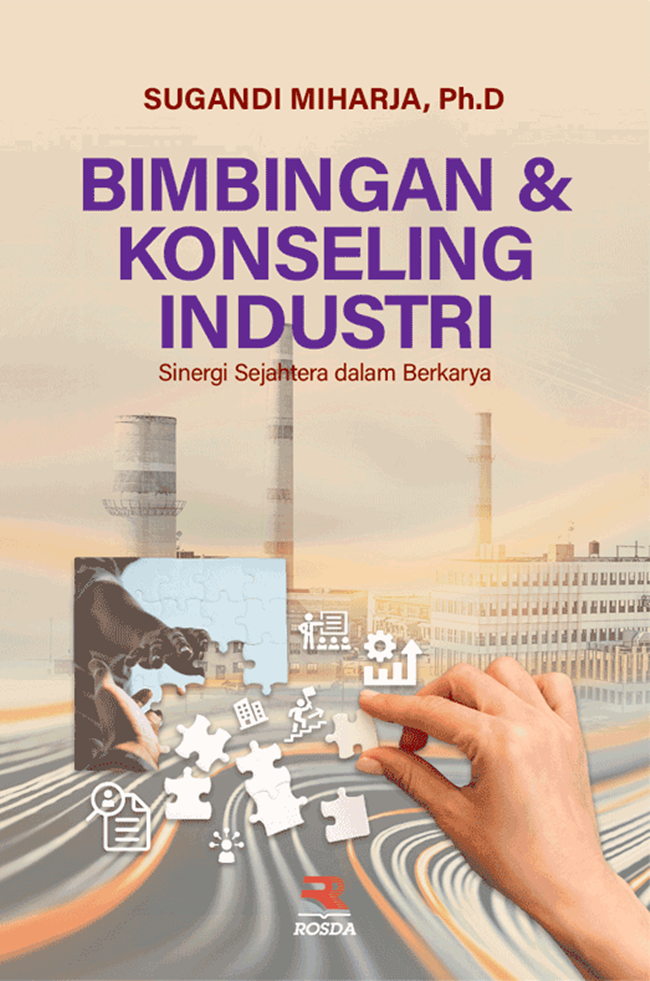 SUGANDI MIHARJA, Ph.D
BIMBINGAN &
KONSELING
INDUSTRI
Sinergi Sejahtera dalam Berkarya
ROSDA